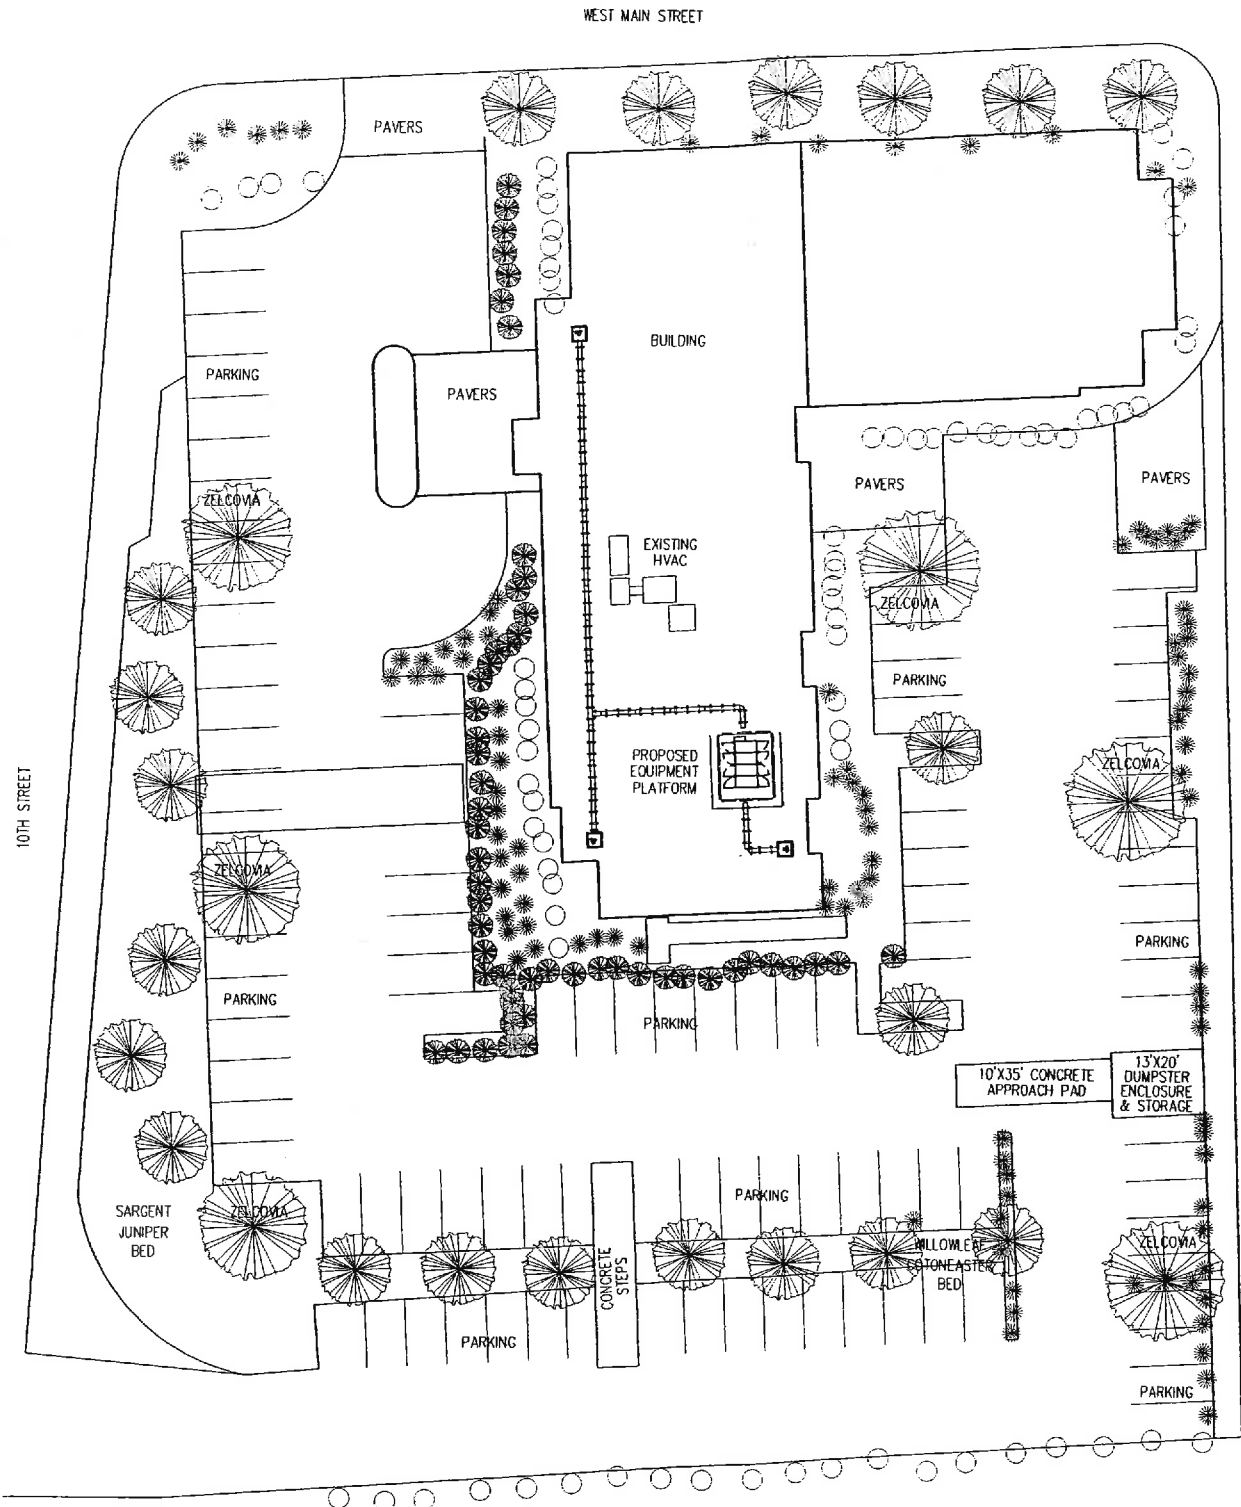 WEST MAIN STREET
PAVERS
BUILDING
PARKING
PAVERS
PAVERS
PAVERS
ZELCOVIA
EXISTING
HVAC
ZELCOVIA
PARKING
PROPOSED
EQUIPMENT
PLATFORM
ZELCOVIA
10TH STREET
ZELCOVIA
PARKING
PARKING
PARKING
10'X35' CONCRETE
APPROACH PAD
13'X20'
DUMPSTER
ENCLOSURE
& STORAGE
PARKING
SARGENT
JUNIPER
BED
ZELCOVIA
CONCRETE
STEPS
WILLOWLEAF
COTONEASTER
BED
ZELCOVIA
PARKING
PARKING